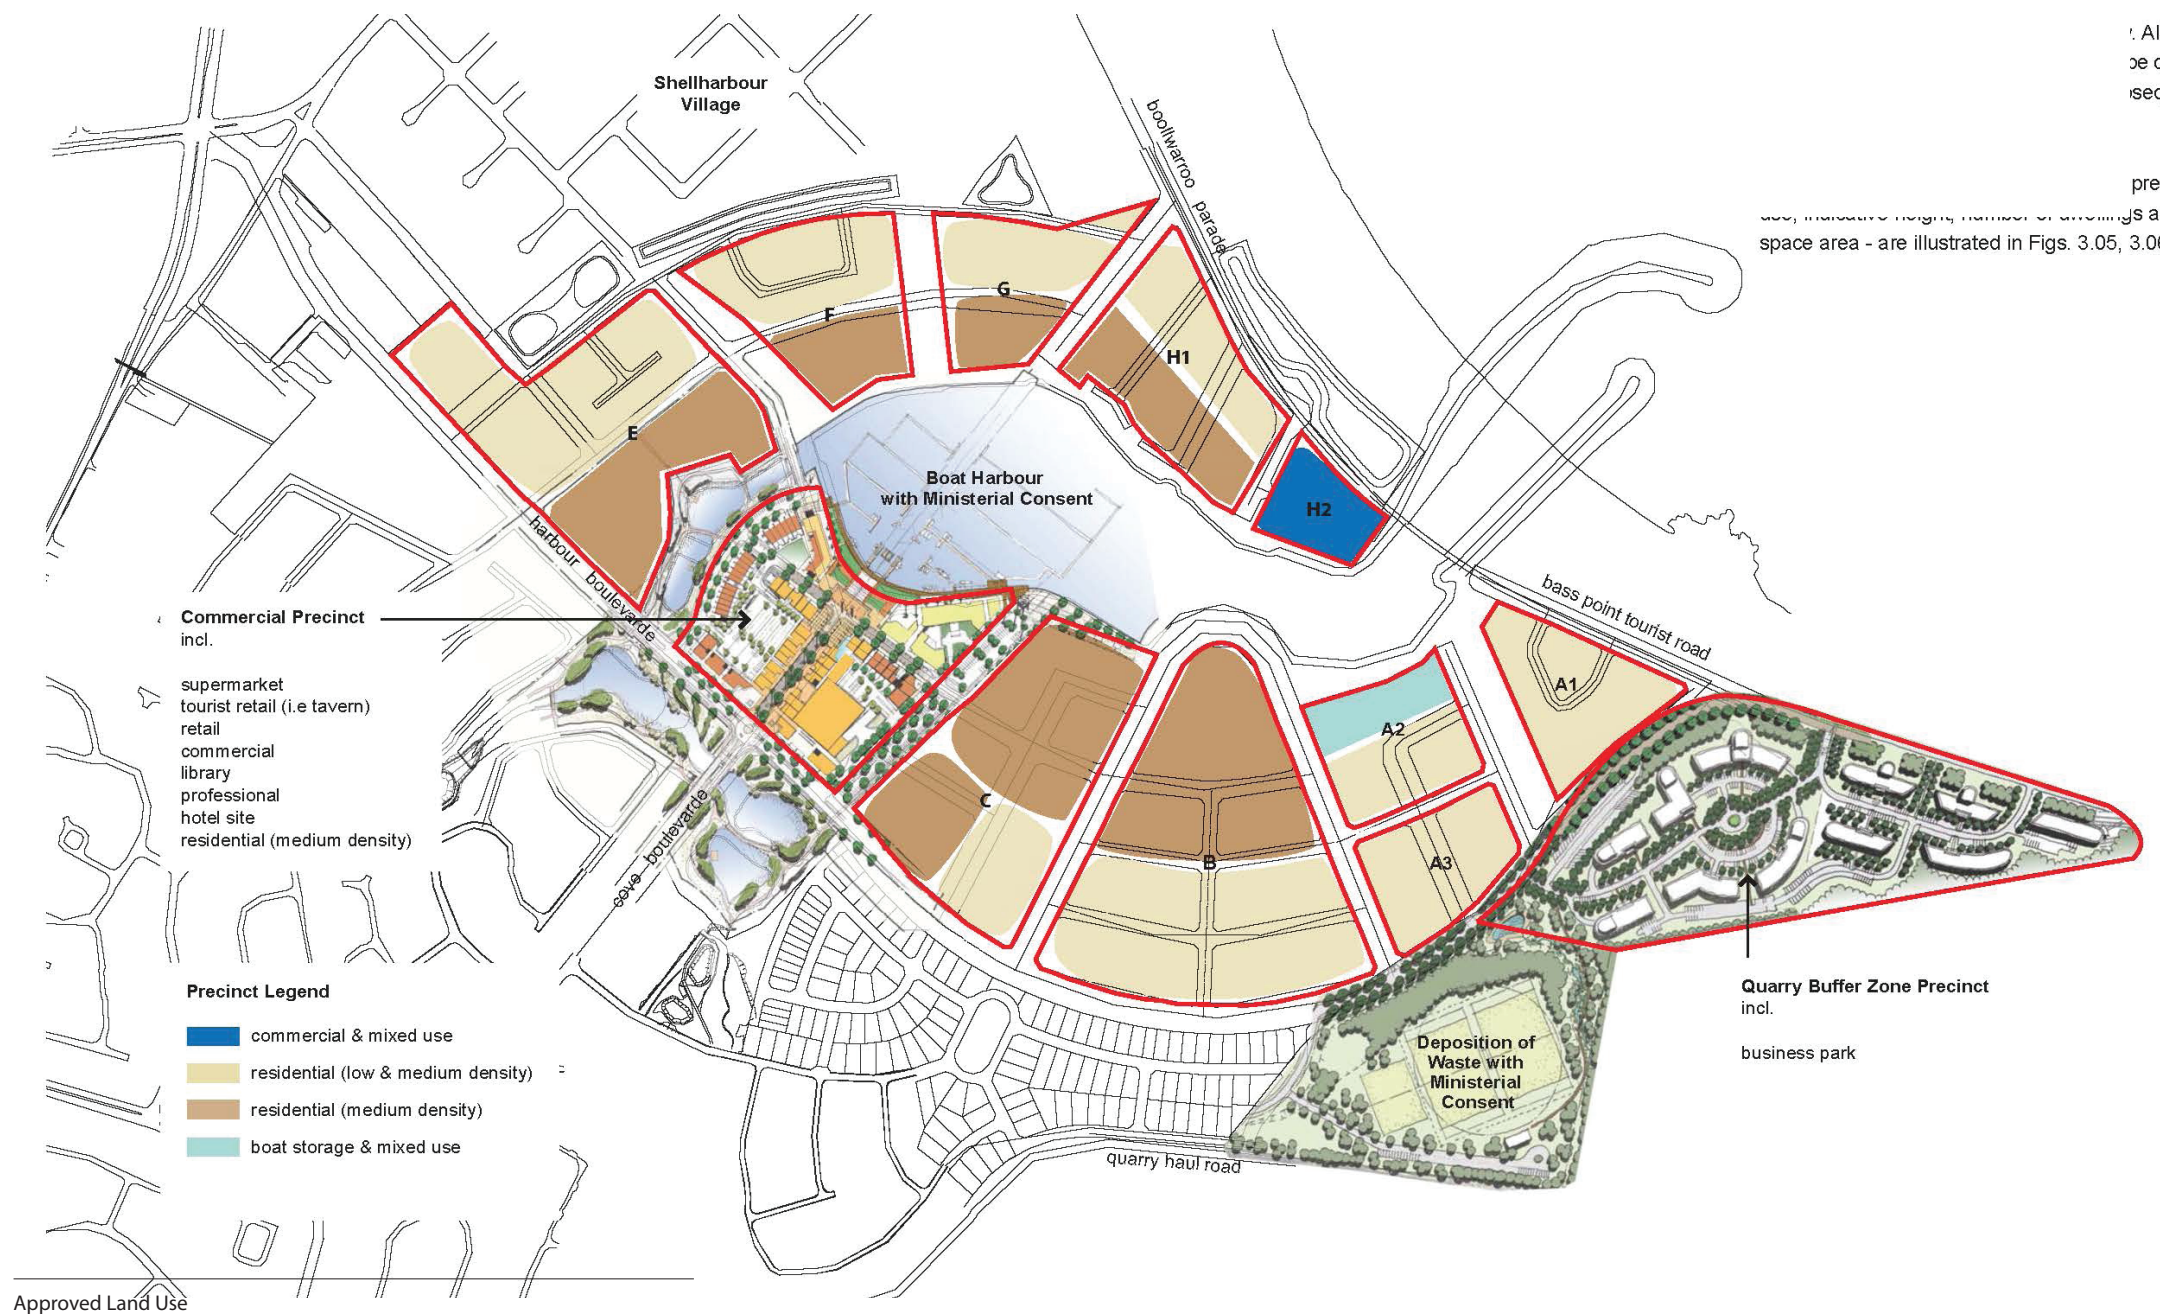 Shellharbour
Village
boollwarroo parade
space area - are illustrated in Figs. 3.05, 3.06
G
F
H1
E
Boat Harbour
with Ministerial Consent
H2
harbour boulevarde
bass point tourist road
Commercial Precinct
incl.
supermarket
tourist retail (i.e tavern)
retail
commercial
library
professional
hotel site
residential (medium density)
A1
A2
C
B
A3
cove boulevarde
Quarry Buffer Zone Precinct
incl.
business park
Precinct Legend
commercial & mixed use
residential (low & medium density)
residential (medium density)
boat storage & mixed use
Deposition of
Waste with
Ministerial
Consent
quarry haul road
Approved Land Use